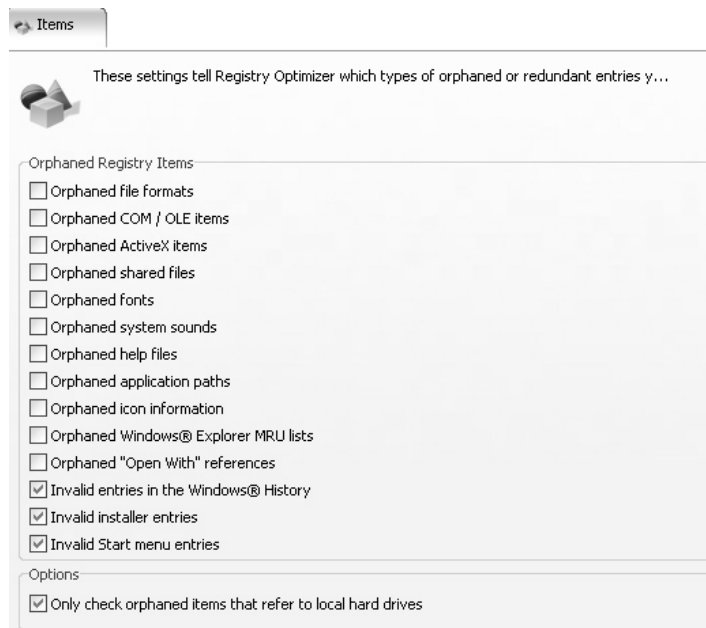 Items
These settings tell Registry Optimizer which types of orphaned or redundant entries y...
Orphaned Registry Items
Orphaned file formats
Orphaned COM / OLE items
Orphaned ActiveX items
Orphaned shared files
Orphaned fonts
Orphaned system sounds
Orphaned help files
Orphaned application paths
Orphaned icon information
Orphaned Windows® Explorer MRU lists
Orphaned "Open With" references
Invalid entries in the Windows® History
Invalid installer entries
Invalid Start menu entries
Options
Only check orphaned items that refer to local hard drives